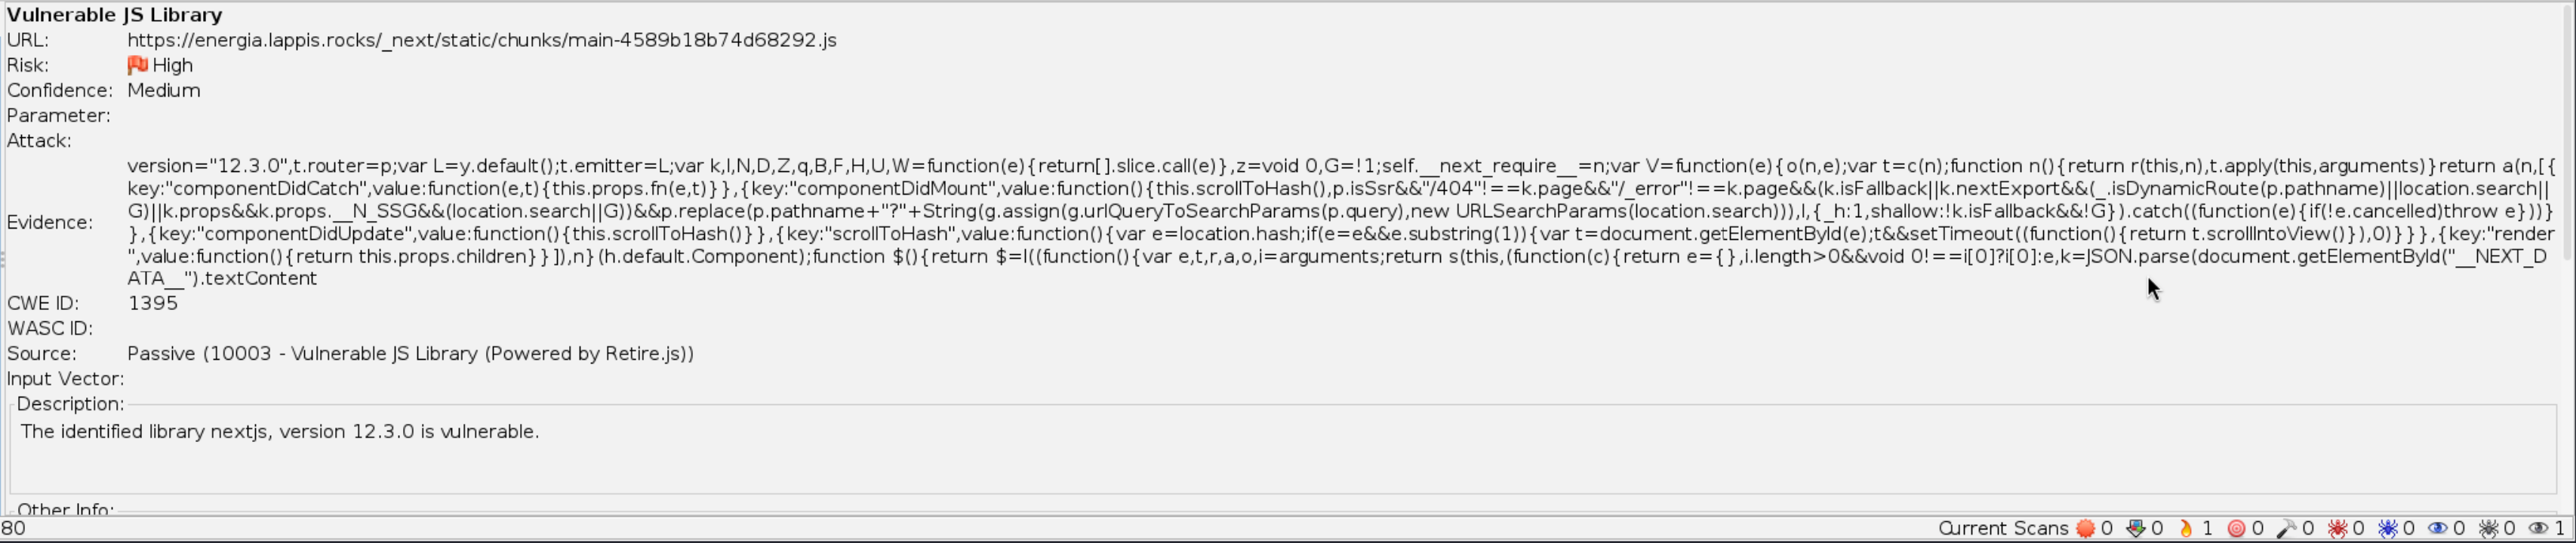 Vulnerable JS Library
URL: https://energia.lappis.rocks/_next/static/chunks/main-4589b18b74d68292.js
Risk: High
Confidence: Medium
Parameter:
Attack:
version="12.3.0",t.router=p;var L=y.default();t.emitter=L;var k,I,N,D,Z,q,B,F,H,U,W=function(e){return[].slice.call(e)},z=void 0,G=!1;self.__next_require__=n;var V=function(e){o(n,e);var t=c(n);function n(){return r(this,n),t.apply(this,arguments)}return a(n,[{
key:"componentDidCatch",value:function(e,t){this.props.fn(e,t)}},{key:"componentDidMount",value:function(){this.scrollToHash(),p.isSsr&&"/404"!==k.page&&"/_error"!==k.page&&(k.isFallback||k.nextExport&&(_.isDynamicRoute(p.pathname)||location.search||
Evidence: G)||k.props&&k.props.__N_SSG&&(location.search||G))&&p.replace(p.pathname+"?"+String(g.assign(g.urlQueryToSearchParams(p.query),new URLSearchParams(location.search))),I,{_h:1,shallow:!k.isFallback&&!G}).catch((function(e){if(!e.cancelled)throw e}))}
},{key:"componentDidUpdate",value:function(){this.scrollToHash()}},{key:"scrollToHash",value:function(){var e=location.hash;if(e=e&&e.substring(1)){var t=document.getElementById(e);t&&setTimeout((function(){return t.scrollIntoView()}),0)}}},{key:"render
",value:function(){return this.props.children}}]),n}(h.default.Component);function $(){return $=l((function(){var e,t,r,a,o,i=arguments;return s(this,(function(c){return e={},i.length>0&&void 0!==i[0]?i[0]:e,k=JSON.parse(document.getElementById("__NEXT_D
ATA__").textContent
CWE ID: 1395
WASC ID:
Source: Passive (10003 - Vulnerable JS Library (Powered by Retire.js))
Input Vector:
Description:
The identified library nextjs, version 12.3.0 is vulnerable.
Other Info:
80 Current Scans 0 0 1 0 0 0 0 0 0 1